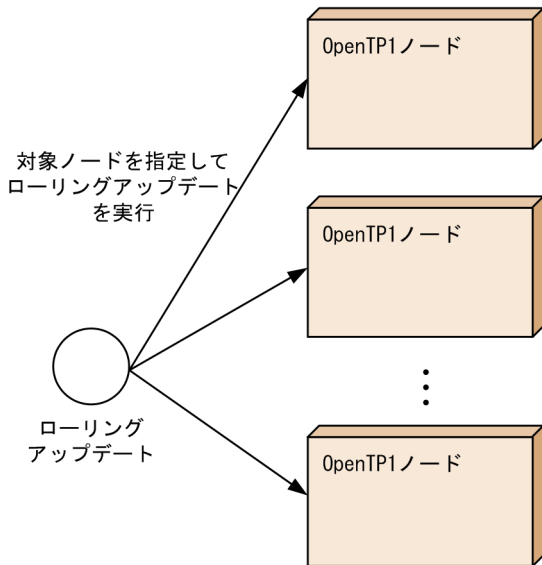 OpenTP1ノード
対象ノードを指定して
ローリングアップデート
を実行
OpenTP1ノード
ローリング
アップデート
OpenTP1ノード